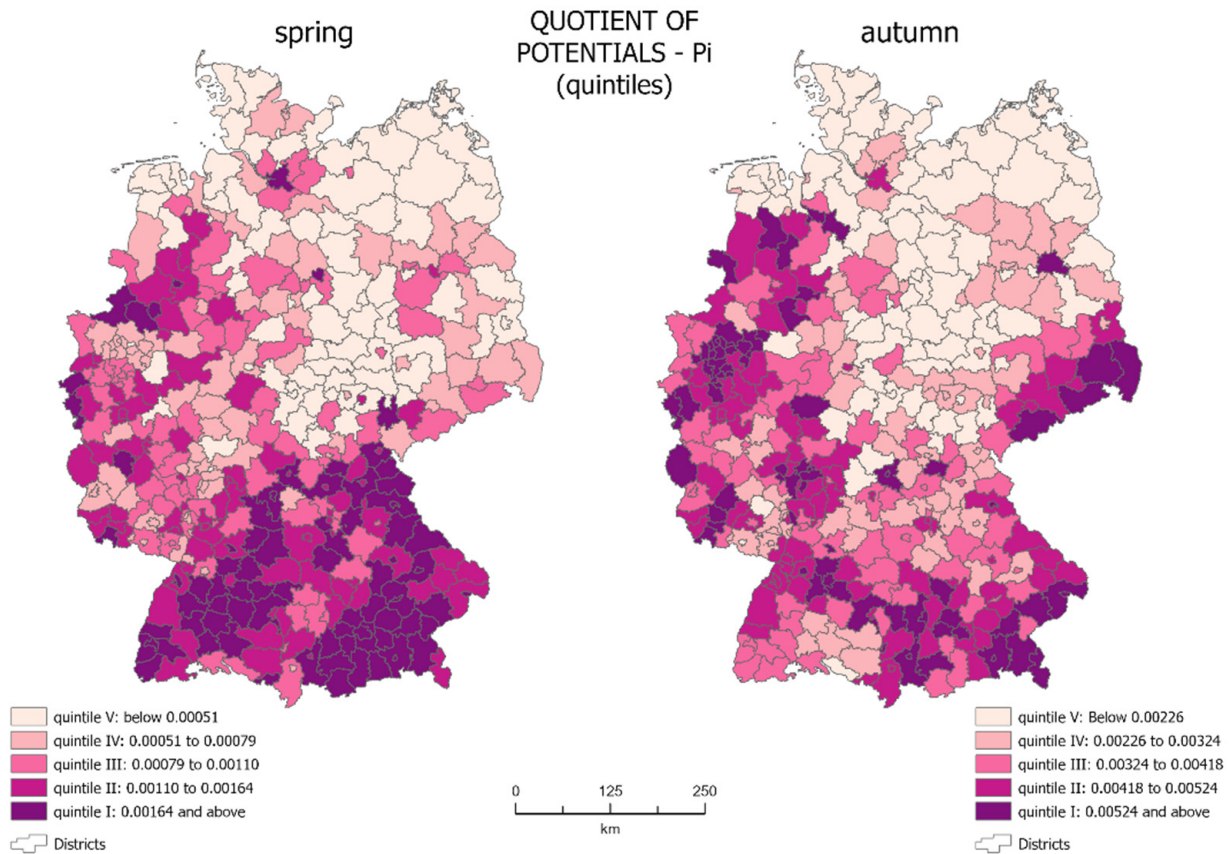 spring
QUOTIENT OF
POTENTIALS - Pi
(quintiles)
autumn
quintile V: below 0.00051
quintile IV: 0.00051 to 0.00079
quintile III: 0.00079 to 0.00110
quintile II: 0.00110 to 0.00164
quintile I: 0.00164 and above
Districts
0 125 250
km
quintile V: Below 0.00226
quintile IV: 0.00226 to 0.00324
quintile III: 0.00324 to 0.00418
quintile II: 0.00418 to 0.00524
quintile I: 0.00524 and above
Districts